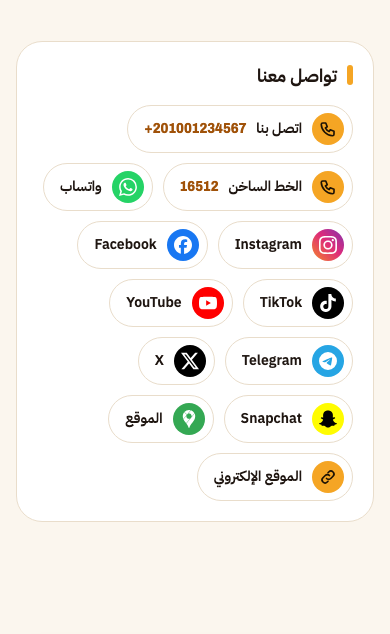 تواصل معنا
اتصل بنا +201001234567
الخط الساخن 16512
واتساب
Instagram
Facebook
TikTok
YouTube
Telegram
X
Snapchat
الموقع
الموقع الإلكتروني